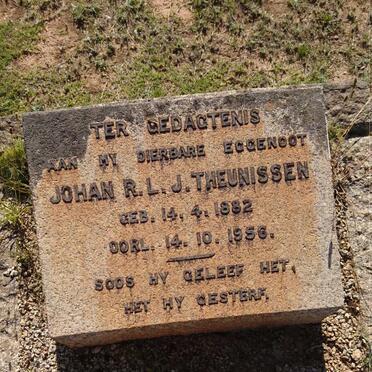 TER GEDAGTENIS
AAN MY DIERBARE EGGENOOT
JOHAN R.L.J. THEUNISSEN
GEB. 14.4.1882
OORL. 14.10.1956.
SOOS HY GELEEF HET,
HET HY GESTERF.